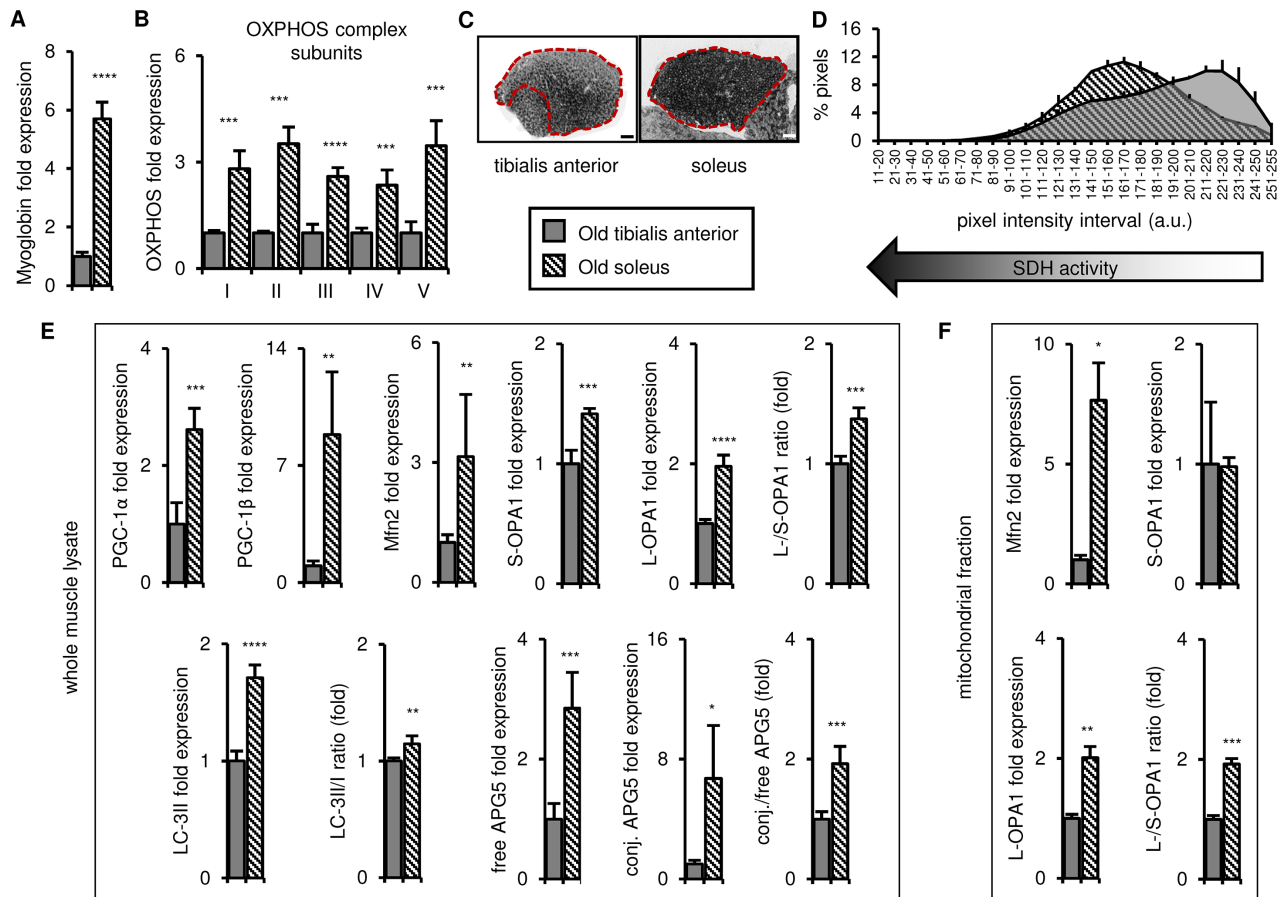 A
Myoglobin fold expression
8
6
4
2
0
****
B
OXPHOS complex
subunits
OXPHOS fold expression
6
3
0
***
***
****
***
***
I
II
III
IV
V
C
tibialis anterior
soleus
Old tibialis anterior
Old soleus
D
% pixels
16
12
8
4
0
11-20
21-30
31-40
41-50
51-60
61-70
71-80
81-90
91-100
101-110
111-120
121-130
131-140
141-150
151-160
161-170
171-180
181-190
191-200
201-210
211-220
221-230
231-240
241-250
251-255
pixel intensity interval (a.u.)
SDH activity
E
whole muscle lysate
PGC-1α fold expression
4
2
0
***
PGC-1β fold expression
14
7
0
**
Mfn2 fold expression
6
3
0
**
S-OPA1 fold expression
2
1
0
***
L-OPA1 fold expression
4
2
0
****
L-/S-OPA1 ratio (fold)
2
1
0
***
LC-3II fold expression
2
1
0
****
LC-3II/I ratio (fold)
2
1
0
**
free APG5 fold expression
4
2
0
***
conj. APG5 fold expression
16
8
0
*
conj./free APG5 (fold)
4
2
0
***
F
mitochondrial fraction
Mfn2 fold expression
10
5
0
*
S-OPA1 fold expression
2
1
0
L-OPA1 fold expression
4
2
0
**
L-/S-OPA1 ratio (fold)
4
2
0
***